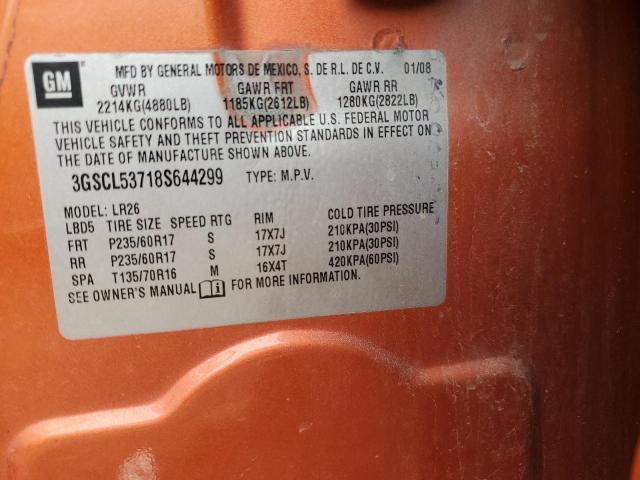 GM
MFD BY GENERAL MOTORS DE MEXICO, S. DE R.L. DE C.V. 01/08
GVWR GAWR FRT GAWR RR
2214KG(4880LB) 1185KG(2612LB) 1280KG(2822LB)
THIS VEHICLE CONFORMS TO ALL APPLICABLE U.S. FEDERAL MOTOR
VEHICLE SAFETY AND THEFT PREVENTION STANDARDS IN EFFECT ON
THE DATE OF MANUFACTURE SHOWN ABOVE.
3GSCL53718S644299 TYPE: M.P.V.
MODEL: LR26
LBD5 TIRE SIZE SPEED RTG RIM COLD TIRE PRESSURE
FRT P235/60R17 S 17X7J 210KPA(30PSI)
RR P235/60R17 S 17X7J 210KPA(30PSI)
SPA T135/70R16 M 16X4T 420KPA(60PSI)
SEE OWNER'S MANUAL FOR MORE INFORMATION.